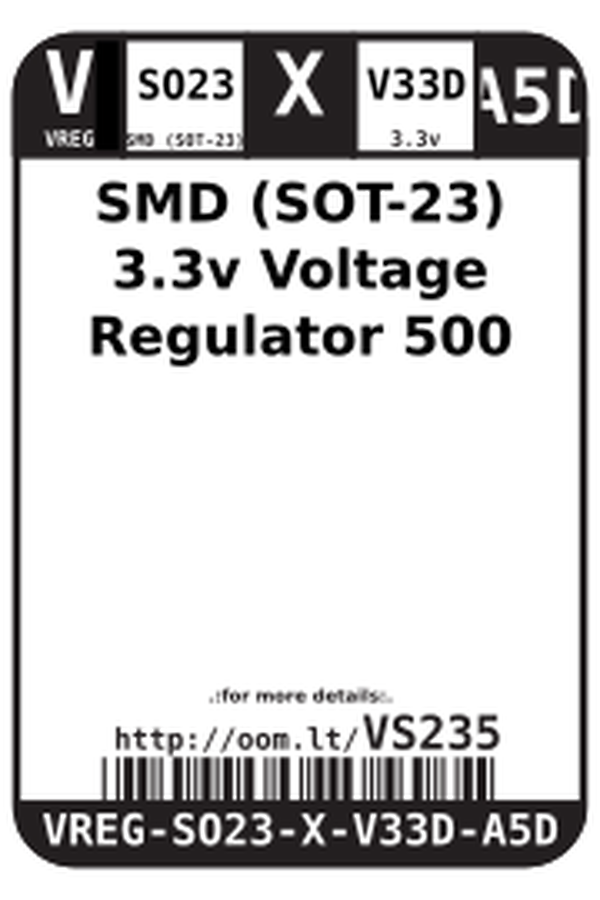 V S023 X V33D A5D
VREG SMD (SOT-23) 3.3v
SMD (SOT-23)
3.3v Voltage
Regulator 500
.:for more details:.
http://oom.lt/VS235
VREG-S023-X-V33D-A5D